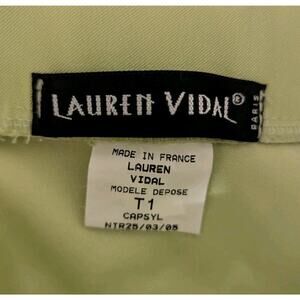 LAUREN VIDAL®
PARIS
MADE IN FRANCE
LAUREN
VIDAL
MODELE DEPOSE
T1
CAPSYL
NTR25/03/05